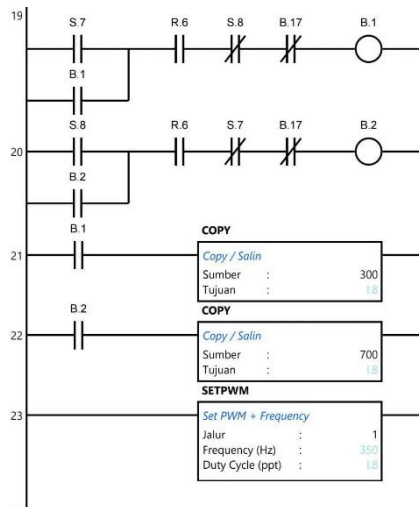 19
S.7 R.6 S.8 B.17 B.1
B.1
S.8 R.6 S.7 B.17 B.2
20
B.2
B.1
COPY
21
Copy / Salin
Sumber : 300
Tujuan : I.8
B.2
COPY
22
Copy / Salin
Sumber : 700
Tujuan : I.8
SETPWM
23
Set PWM + Frequency
Jalur : 1
Frequency (Hz) : 350
Duty Cycle (ppt) : I.8